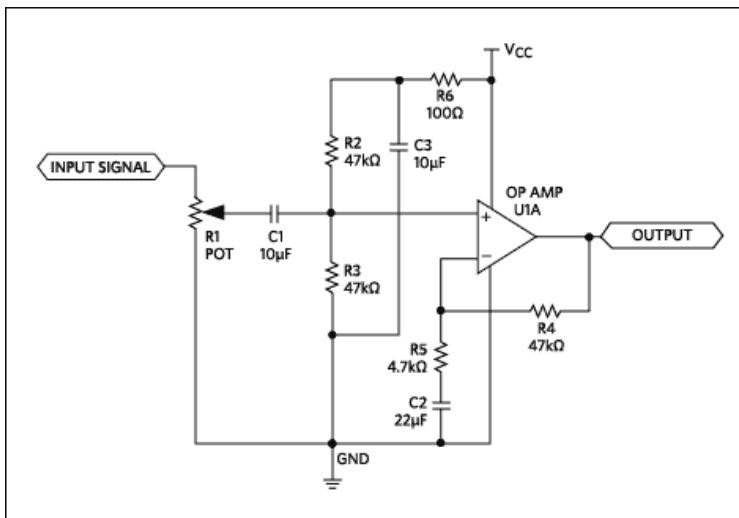 VCC
R6
100Ω
R2
47kΩ
C3
10µF
INPUT SIGNAL
OP AMP
U1A
+
OUTPUT
R1
POT
C1
10µF
−
R3
47kΩ
R4
47kΩ
R5
4.7kΩ
C2
22µF
GND